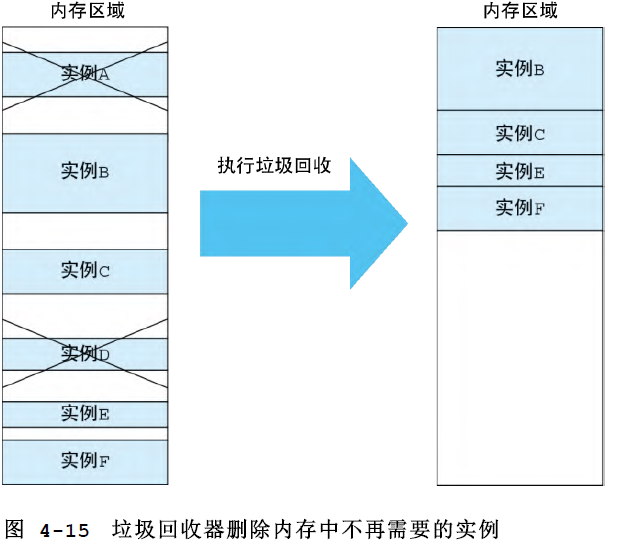 内存区域
实例A
实例B
实例C
实例D
实例E
实例F
执行垃圾回收
内存区域
实例B
实例C
实例E
实例F
图 4-15 垃圾回收器删除内存中不再需要的实例